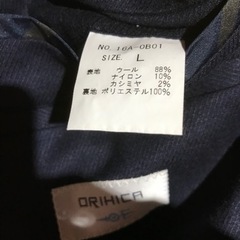 NO. 16A-0B01
SIZE. L
表地 ウール 88%
ナイロン 10%
カシミヤ 2%
裏地 ポリエステル100%
ORIHICA